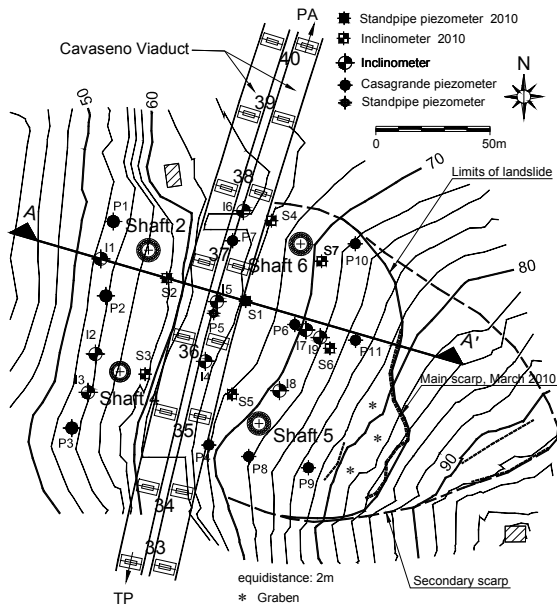 PA
Cavaseno Viaduct
Standpipe piezometer 2010
Inclinometer 2010
Inclinometer
Casagrande piezometer
Standpipe piezometer
N
0
50m
40
39
38
37
36
35
34
33
50
60
70
80
90
Limits of landslide
A
A'
P1
Shaft 2
I1
P2
S2
I2
I3
S3
Shaft 4
P3
I6
S4
P7
Shaft 6
S7
P10
I5
P5
S1
P6
I7
I9
S6
P11
I4
I8
S5
Shaft 5
P4
P8
P9
Main scarp, March 2010
*
*
*
equidistance: 2m
* Graben
Secondary scarp
TP